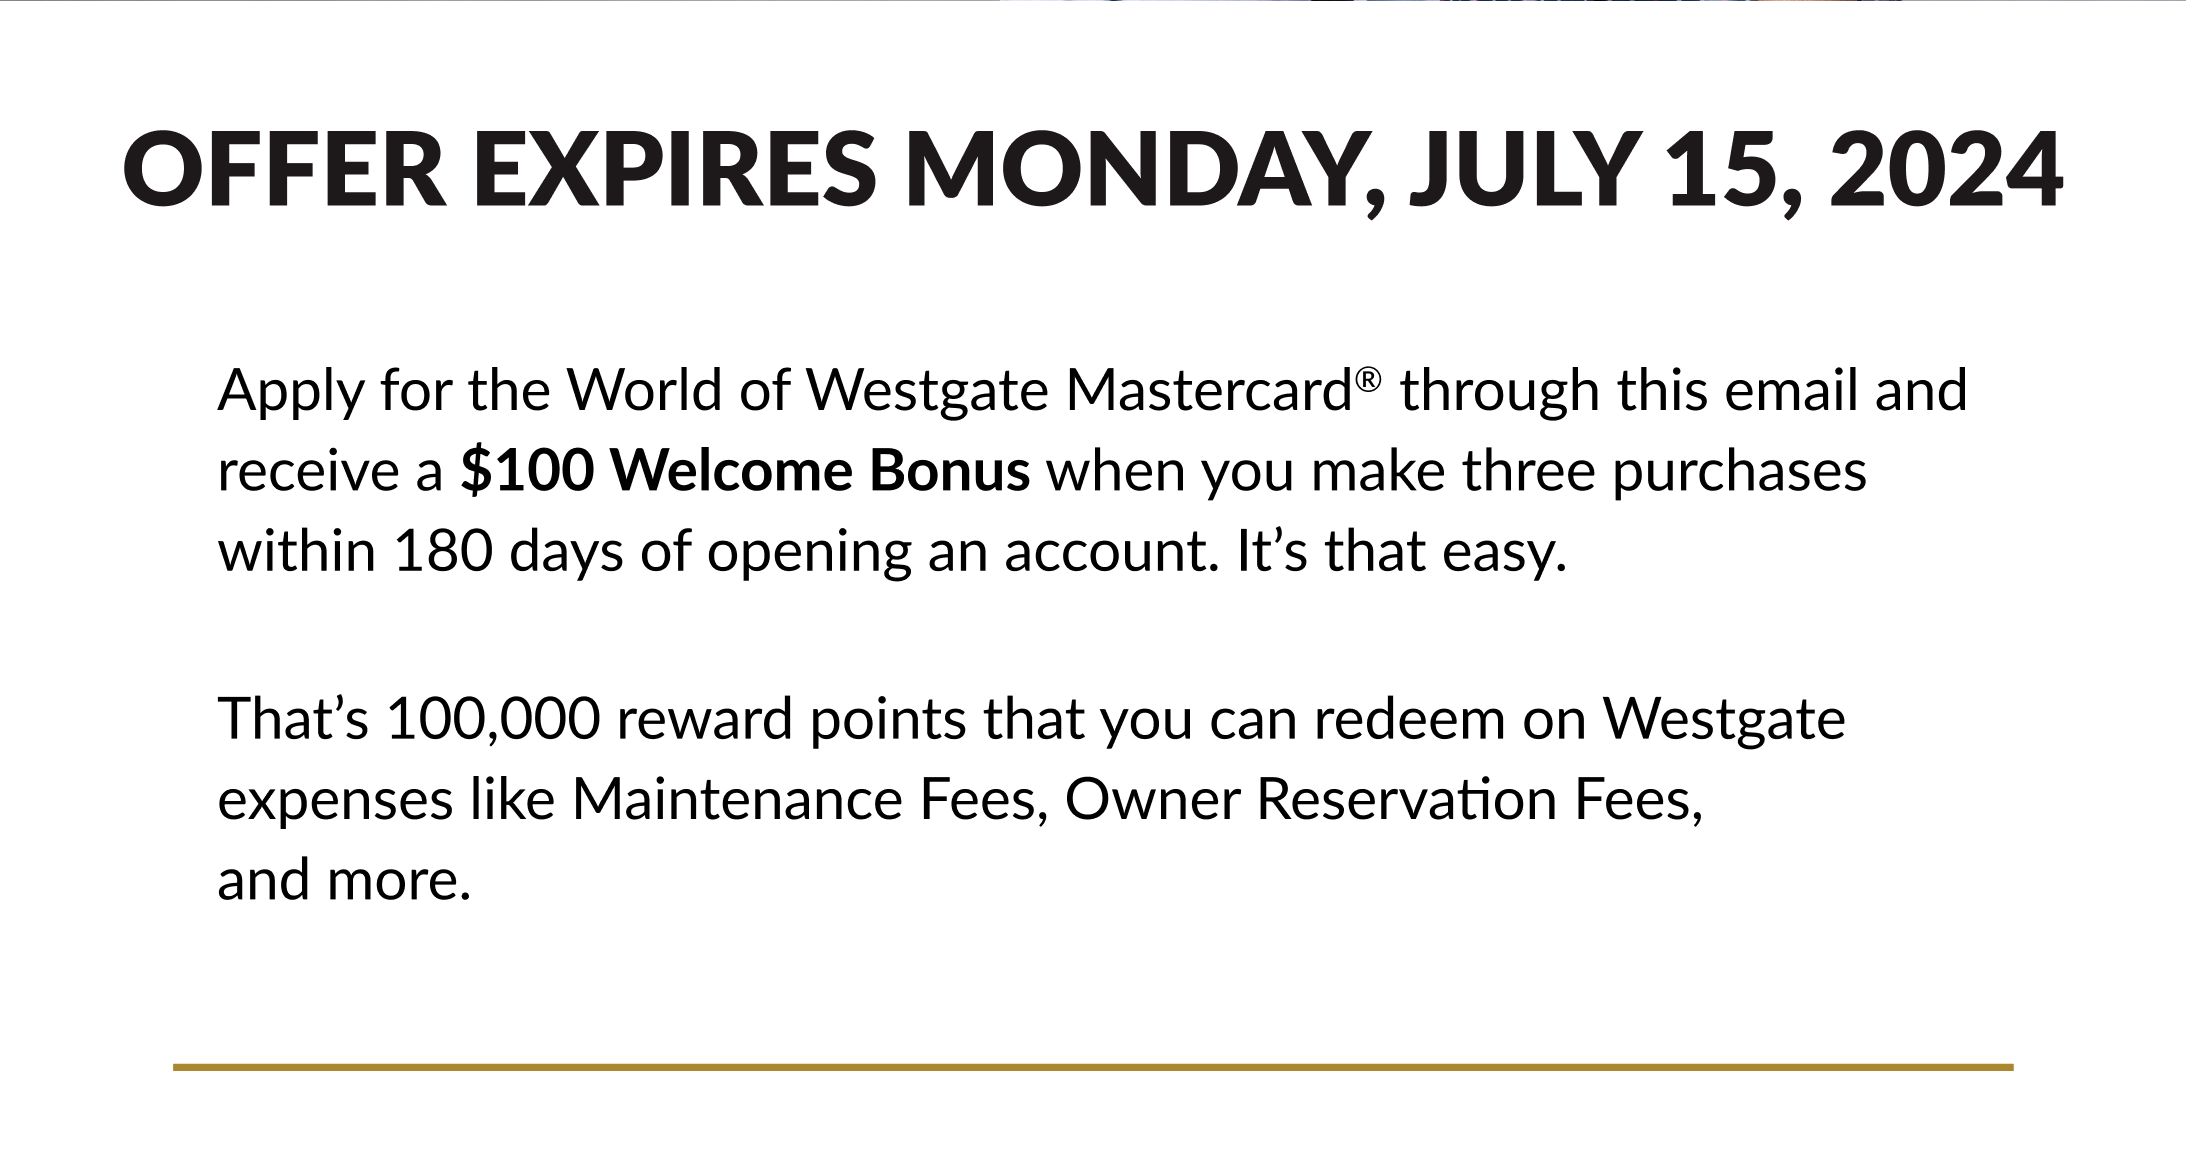 OFFER EXPIRES MONDAY, JULY 15, 2024
Apply for the World of Westgate Mastercard® through this email and
receive a $100 Welcome Bonus when you make three purchases
within 180 days of opening an account. It’s that easy.
That’s 100,000 reward points that you can redeem on Westgate
expenses like Maintenance Fees, Owner Reservation Fees,
and more.